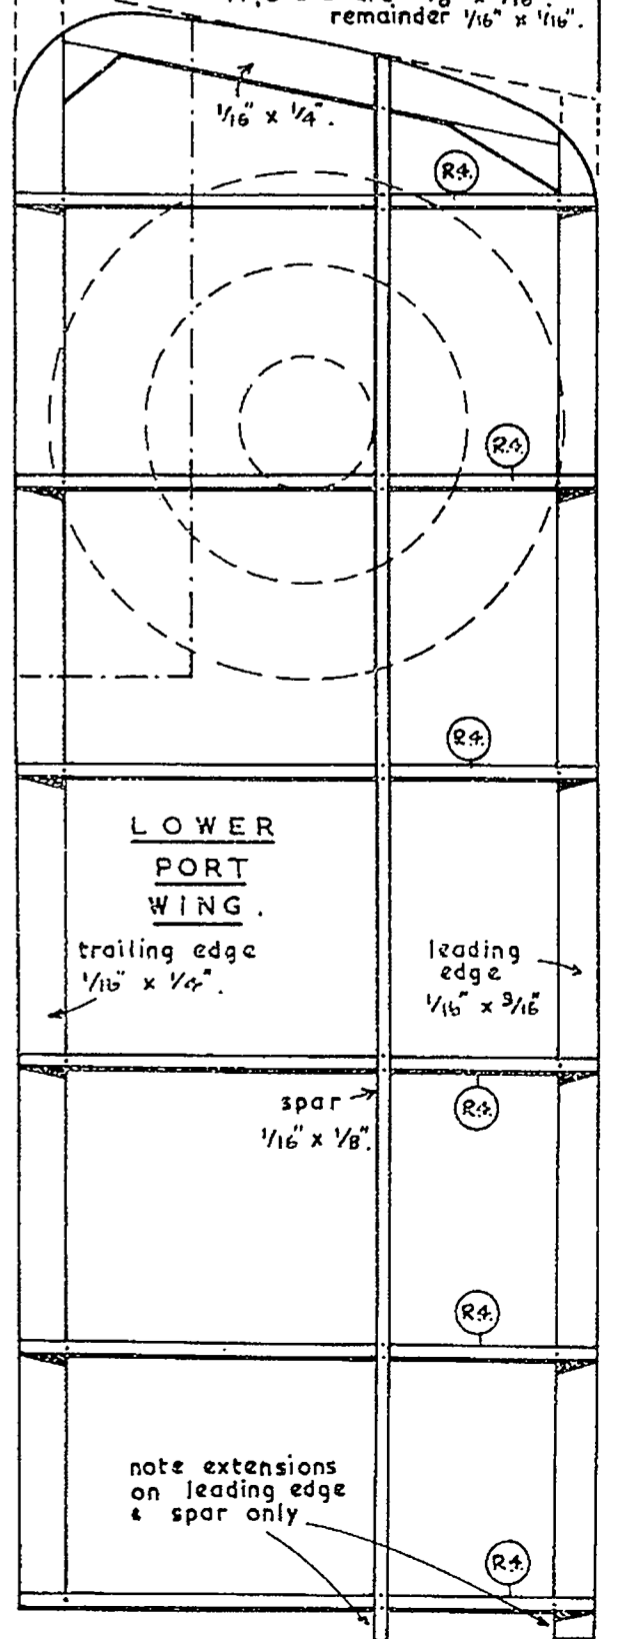 remainder 1/16" x 1/16".
1/16" x 1/4".
R4.
R4.
R4.
LOWER
PORT
WING.
trailing edge
1/16" x 1/4".
leading
edge
1/16" x 3/16"
spar
1/16" x 1/8".
R4.
R4.
note extensions
on leading edge
& spar only
R4.